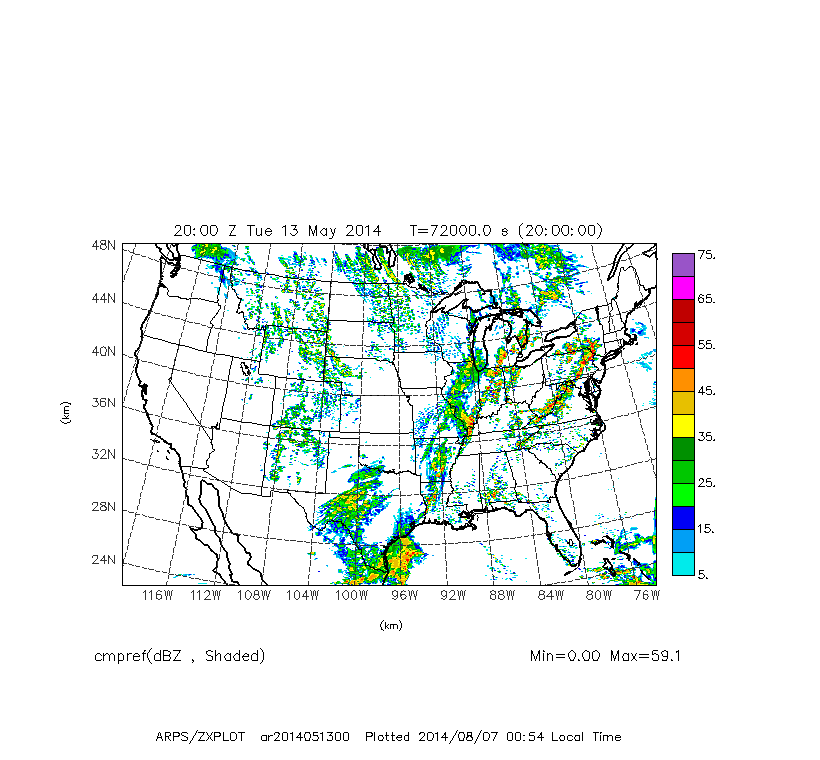 20:00 Z Tue 13 May 2014 T=72000.0 s (20:00:00)
48N
44N
40N
36N
32N
28N
24N
(km)
116W 112W 108W 104W 100W 96W 92W 88W 84W 80W 76W
(km)
75.
65.
55.
45.
35.
25.
15.
5.
cmpref(dBZ , Shaded) Min=0.00 Max=59.1
ARPS/ZXPLOT ar2014051300 Plotted 2014/08/07 00:54 Local Time